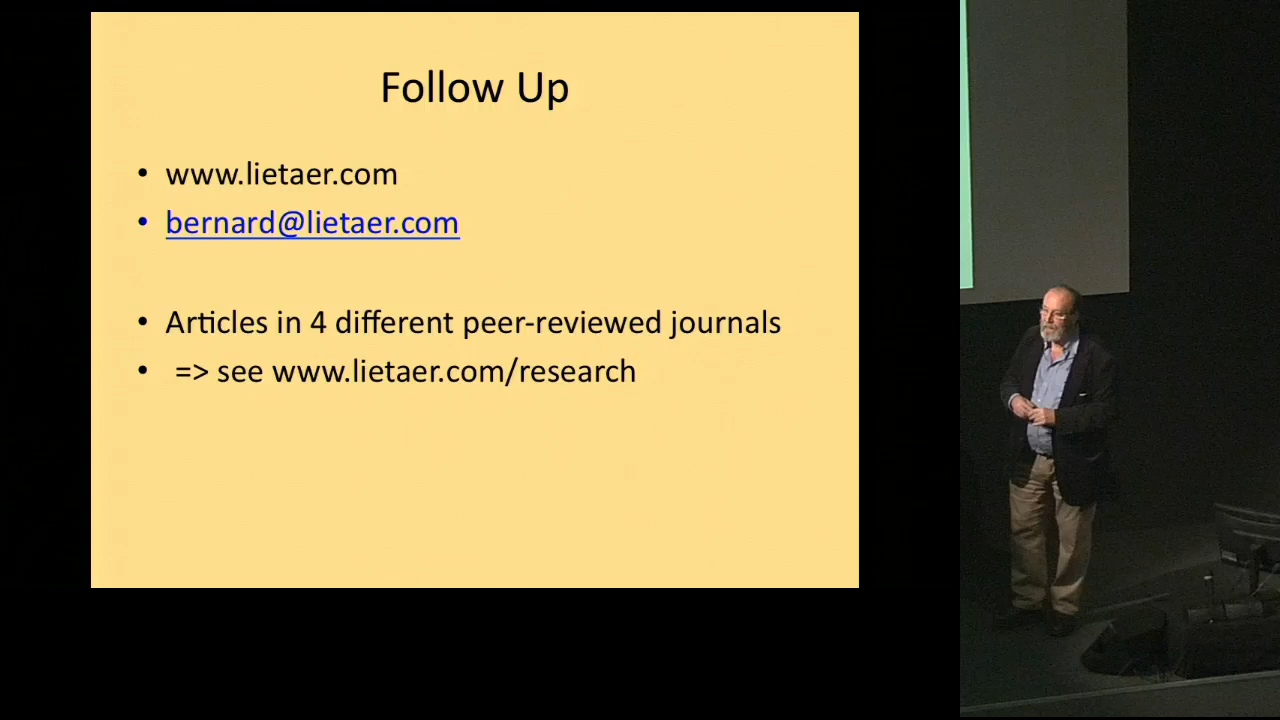 Follow Up
• www.lietaer.com
• bernard@lietaer.com
• Articles in 4 different peer-reviewed journals
• => see www.lietaer.com/research